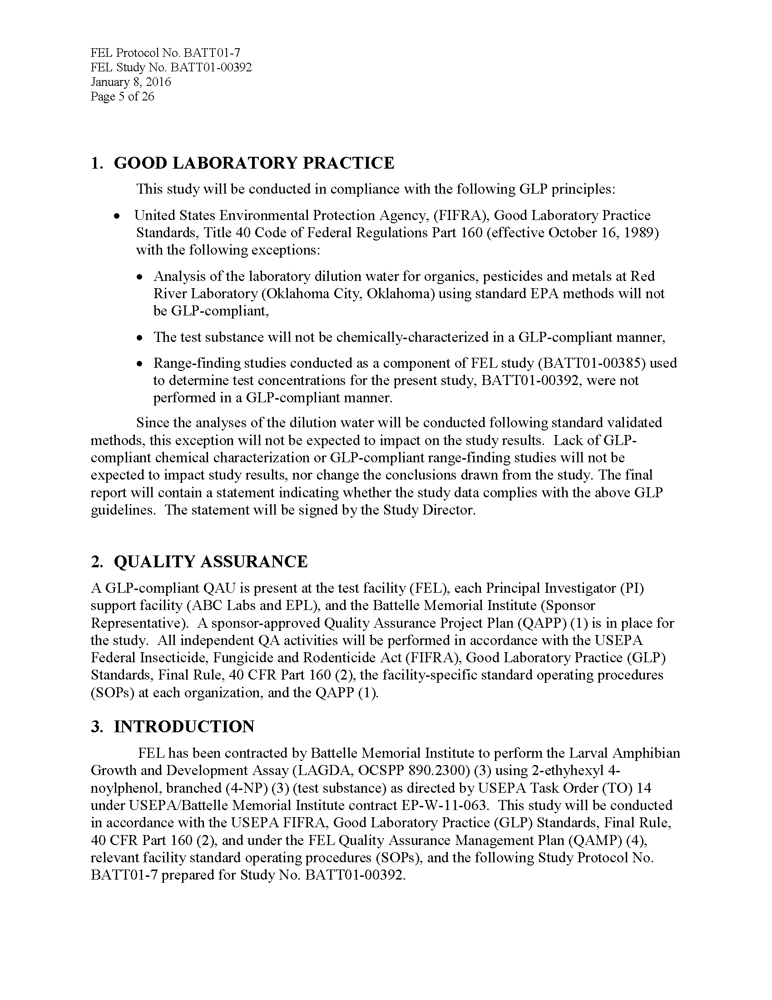 FEL Protocol No. BATT01-7
FEL Study No. BATT01-00392
January 8, 2016
Page 5 of 26
1. GOOD LABORATORY PRACTICE
This study will be conducted in compliance with the following GLP principles:
• United States Environmental Protection Agency, (FIFRA), Good Laboratory Practice
Standards, Title 40 Code of Federal Regulations Part 160 (effective October 16, 1989)
with the following exceptions:
• Analysis of the laboratory dilution water for organics, pesticides and metals at Red
River Laboratory (Oklahoma City, Oklahoma) using standard EPA methods will not
be GLP-compliant,
• The test substance will not be chemically-characterized in a GLP-compliant manner,
• Range-finding studies conducted as a component of FEL study (BATT01-00385) used
to determine test concentrations for the present study, BATT01-00392, were not
performed in a GLP-compliant manner.
Since the analyses of the dilution water will be conducted following standard validated
methods, this exception will not be expected to impact on the study results. Lack of GLP-
compliant chemical characterization or GLP-compliant range-finding studies will not be
expected to impact study results, nor change the conclusions drawn from the study. The final
report will contain a statement indicating whether the study data complies with the above GLP
guidelines. The statement will be signed by the Study Director.
2. QUALITY ASSURANCE
A GLP-compliant QAU is present at the test facility (FEL), each Principal Investigator (PI)
support facility (ABC Labs and EPL), and the Battelle Memorial Institute (Sponsor
Representative). A sponsor-approved Quality Assurance Project Plan (QAPP) (1) is in place for
the study. All independent QA activities will be performed in accordance with the USEPA
Federal Insecticide, Fungicide and Rodenticide Act (FIFRA), Good Laboratory Practice (GLP)
Standards, Final Rule, 40 CFR Part 160 (2), the facility-specific standard operating procedures
(SOPs) at each organization, and the QAPP (1).
3. INTRODUCTION
FEL has been contracted by Battelle Memorial Institute to perform the Larval Amphibian
Growth and Development Assay (LAGDA, OCSPP 890.2300) (3) using 2-ethyhexyl 4-
noylphenol, branched (4-NP) (3) (test substance) as directed by USEPA Task Order (TO) 14
under USEPA/Battelle Memorial Institute contract EP-W-11-063. This study will be conducted
in accordance with the USEPA FIFRA, Good Laboratory Practice (GLP) Standards, Final Rule,
40 CFR Part 160 (2), and under the FEL Quality Assurance Management Plan (QAMP) (4),
relevant facility standard operating procedures (SOPs), and the following Study Protocol No.
BATT01-7 prepared for Study No. BATT01-00392.